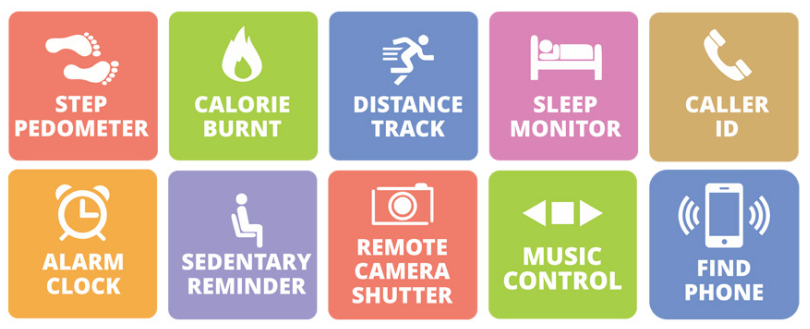 STEP
PEDOMETER
CALORIE
BURNT
DISTANCE
TRACK
SLEEP
MONITOR
CALLER
ID
ALARM
CLOCK
SEDENTARY
REMINDER
REMOTE
CAMERA
SHUTTER
MUSIC
CONTROL
FIND
PHONE